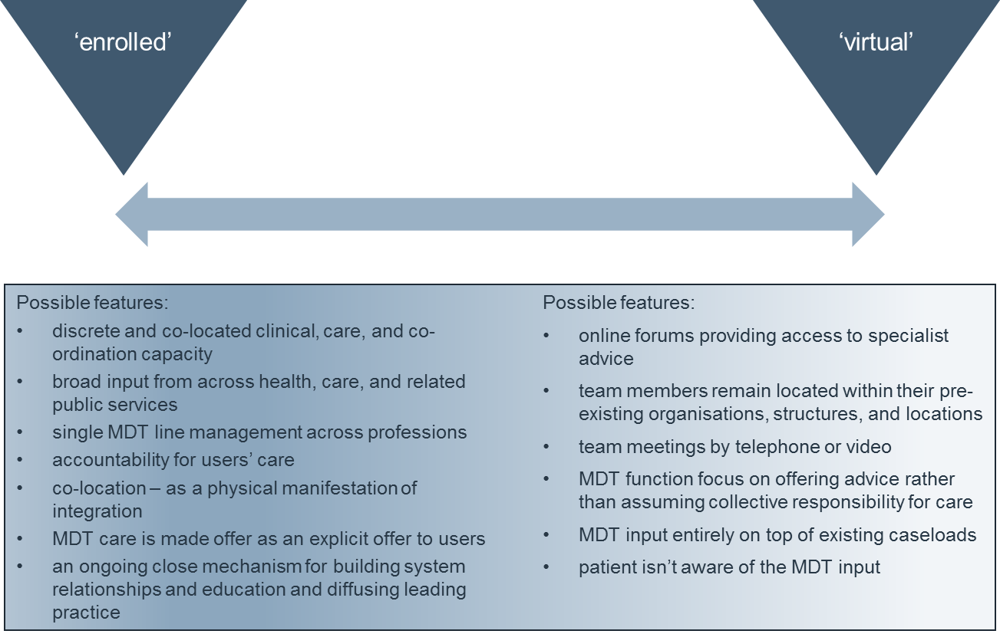 ‘enrolled’
‘virtual’
Possible features:
• discrete and co-located clinical, care, and co-
ordination capacity
• broad input from across health, care, and related
public services
• single MDT line management across professions
• accountability for users’ care
• co-location – as a physical manifestation of
integration
• MDT care is made offer as an explicit offer to users
• an ongoing close mechanism for building system
relationships and education and diffusing leading
practice
Possible features:
• online forums providing access to specialist
advice
• team members remain located within their pre-
existing organisations, structures, and locations
• team meetings by telephone or video
• MDT function focus on offering advice rather
than assuming collective responsibility for care
• MDT input entirely on top of existing caseloads
• patient isn’t aware of the MDT input